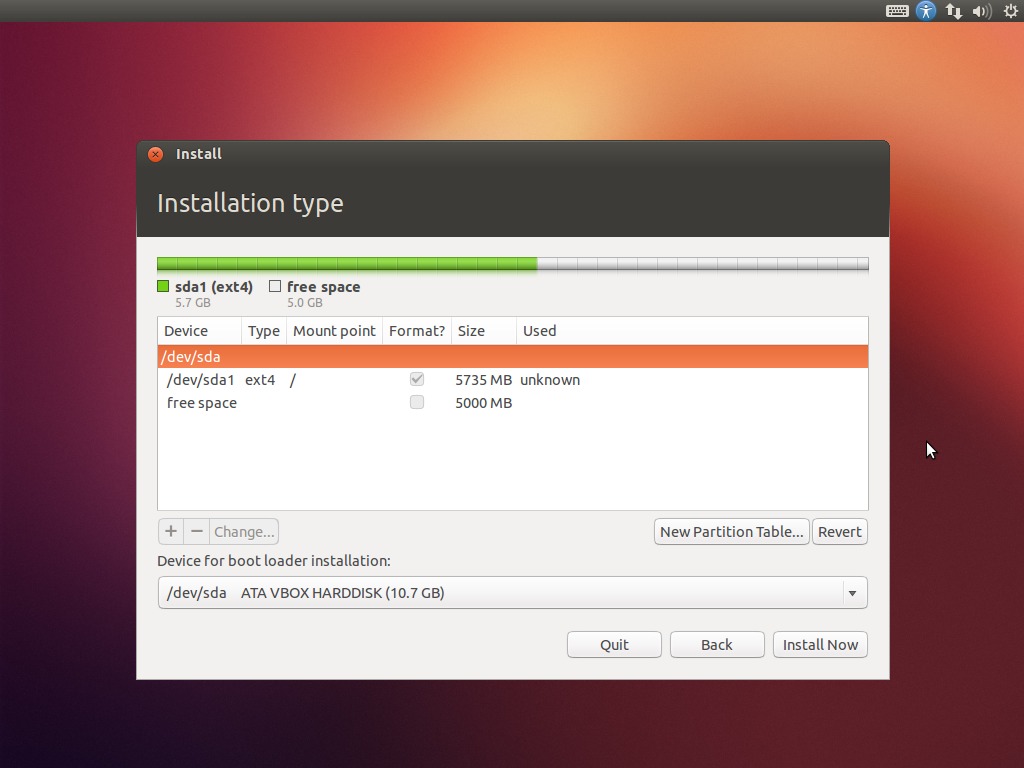 Install
Installation type
sda1 (ext4) free space
5.7 GB 5.0 GB
Device Type Mount point Format? Size Used
/dev/sda
/dev/sda1 ext4 / 5735 MB unknown
free space 5000 MB
+ − Change... New Partition Table... Revert
Device for boot loader installation:
/dev/sda ATA VBOX HARDDISK (10.7 GB)
Quit Back Install Now